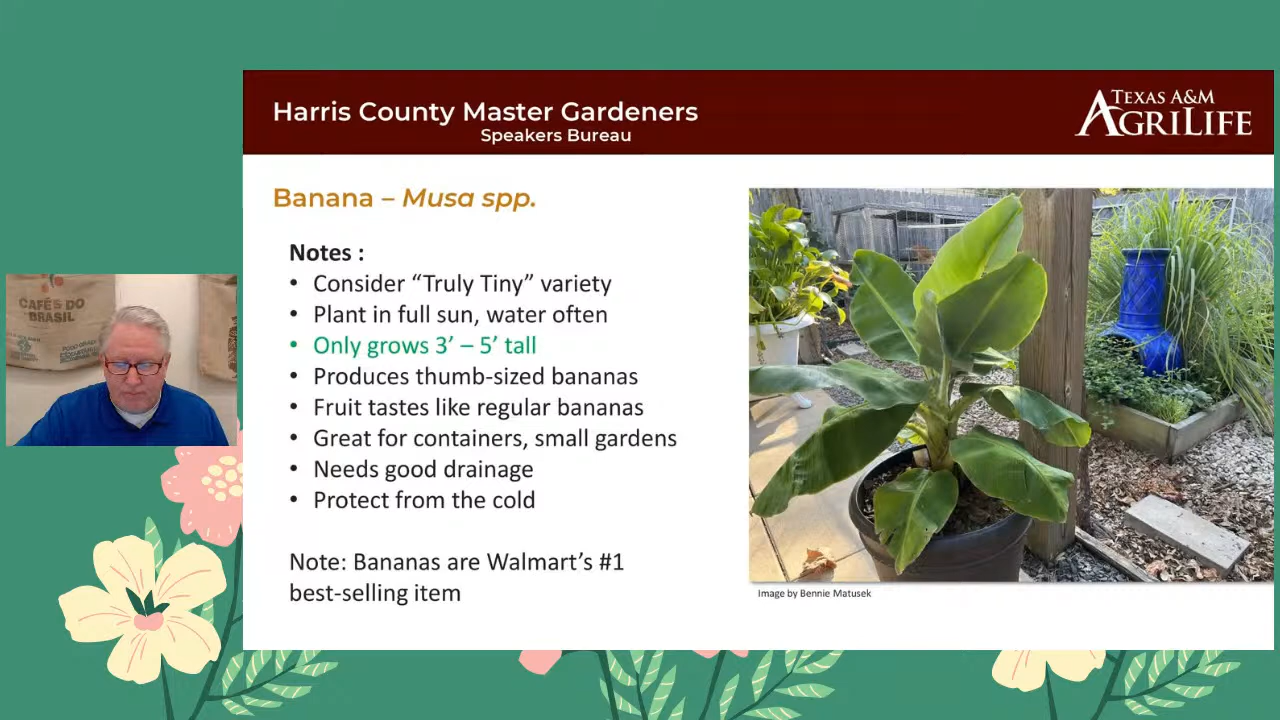 Harris County Master Gardeners
Speakers Bureau
TEXAS A&M
AGRILIFE
Banana – Musa spp.
Notes :
• Consider “Truly Tiny” variety
• Plant in full sun, water often
• Only grows 3’ – 5’ tall
• Produces thumb-sized bananas
• Fruit tastes like regular bananas
• Great for containers, small gardens
• Needs good drainage
• Protect from the cold
Note: Bananas are Walmart’s #1
best-selling item
Image by Bennie Matusek
CAFÉS DO
BRASIL